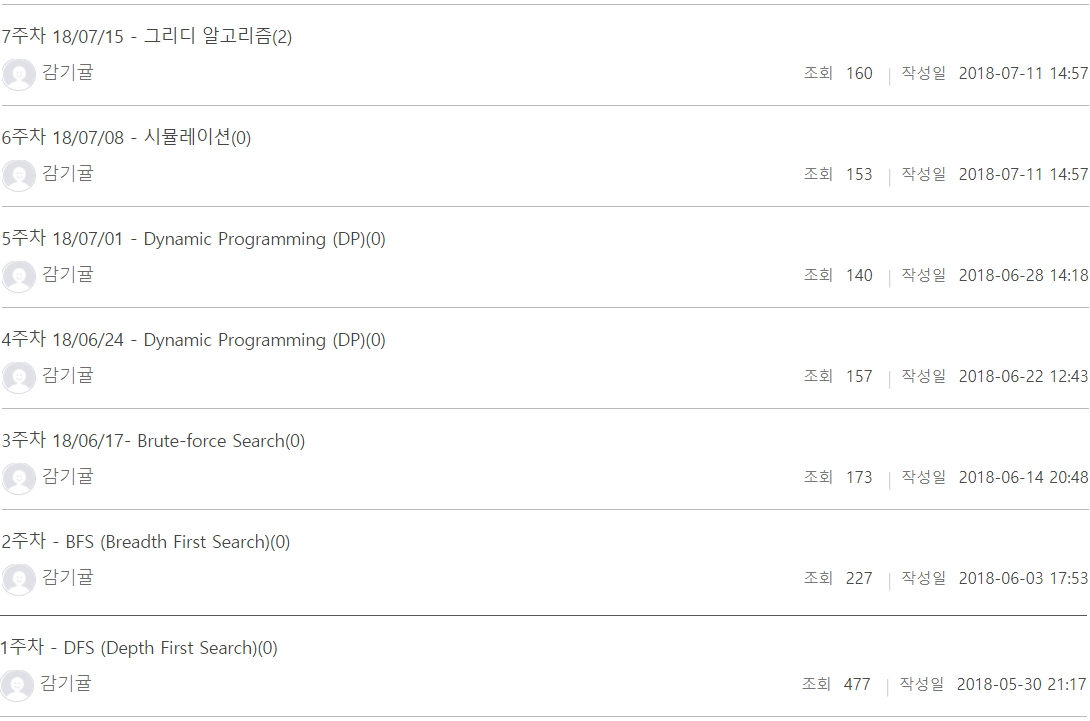 7주차 18/07/15 - 그리디 알고리즘(2)
감기귤 조회 160 | 작성일 2018-07-11 14:57
6주차 18/07/08 - 시뮬레이션(0)
감기귤 조회 153 | 작성일 2018-07-11 14:57
5주차 18/07/01 - Dynamic Programming (DP)(0)
감기귤 조회 140 | 작성일 2018-06-28 14:18
4주차 18/06/24 - Dynamic Programming (DP)(0)
감기귤 조회 157 | 작성일 2018-06-22 12:43
3주차 18/06/17- Brute-force Search(0)
감기귤 조회 173 | 작성일 2018-06-14 20:48
2주차 - BFS (Breadth First Search)(0)
감기귤 조회 227 | 작성일 2018-06-03 17:53
1주차 - DFS (Depth First Search)(0)
감기귤 조회 477 | 작성일 2018-05-30 21:17